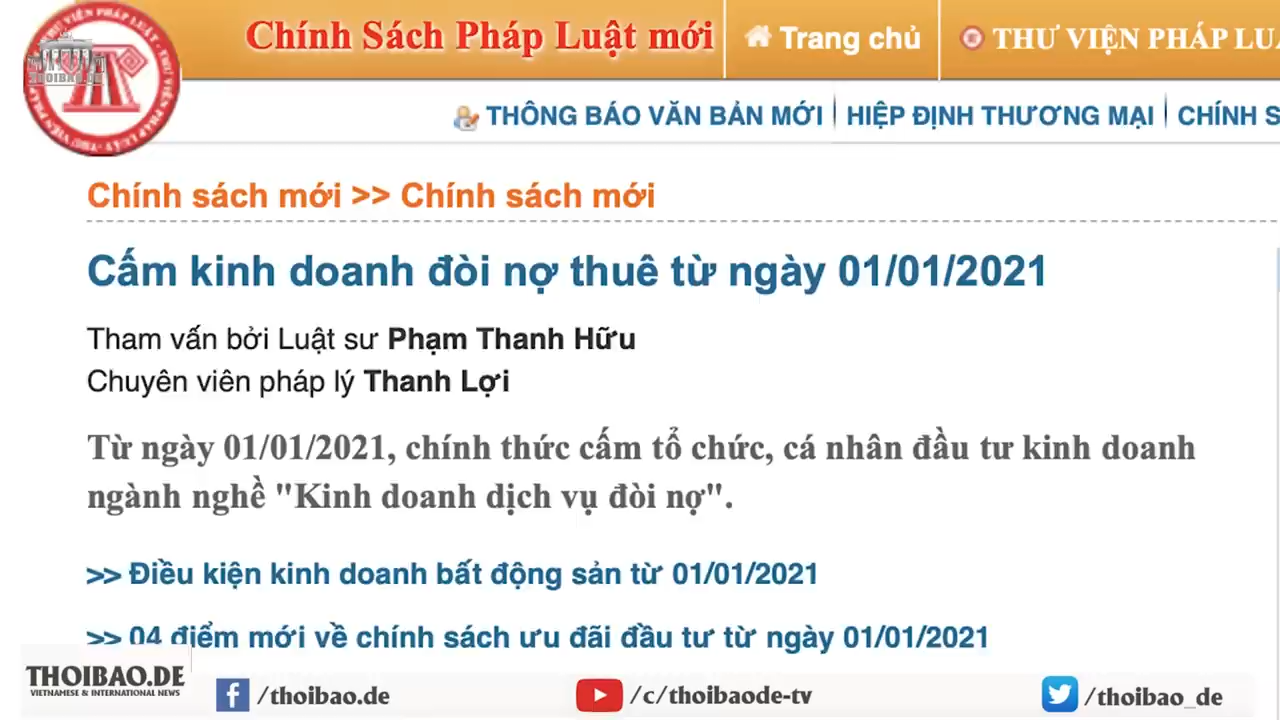 Chính Sách Pháp Luật mới
Trang chủ
THƯ VIỆN PHÁP LU
THOIBAO.DE
THÔNG BÁO VĂN BẢN MỚI
HIỆP ĐỊNH THƯƠNG MẠI
CHÍNH S
Chính sách mới >> Chính sách mới
Cấm kinh doanh đòi nợ thuê từ ngày 01/01/2021
Tham vấn bởi Luật sư Phạm Thanh Hữu
Chuyên viên pháp lý Thanh Lợi
Từ ngày 01/01/2021, chính thức cấm tổ chức, cá nhân đầu tư kinh doanh
ngành nghề "Kinh doanh dịch vụ đòi nợ".
>> Điều kiện kinh doanh bất động sản từ 01/01/2021
>> 04 điểm mới về chính sách ưu đãi đầu tư từ ngày 01/01/2021
THOIBAO.DE
VIETNAMESE & INTERNATIONAL NEWS
/thoibao.de
/c/thoibaode-tv
/thoibao_de